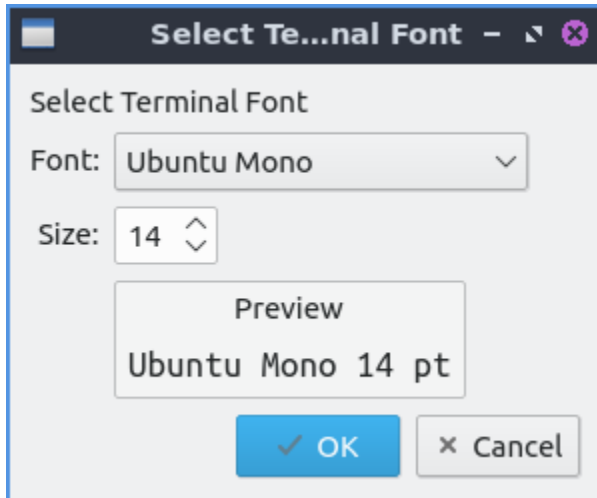 Select Te...nal Font
Select Terminal Font
Font: Ubuntu Mono
Size: 14
Preview
Ubuntu Mono 14 pt
OK Cancel